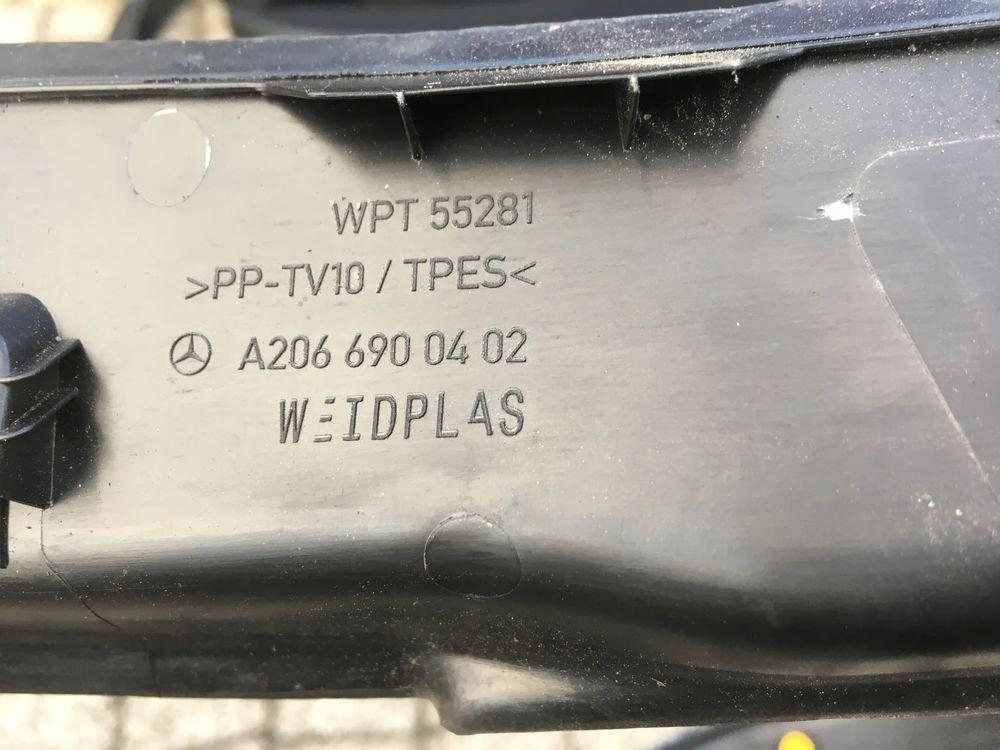 WPT 55281
>PP-TV10 / TPES<
A206 690 04 02
WEIDPLAS